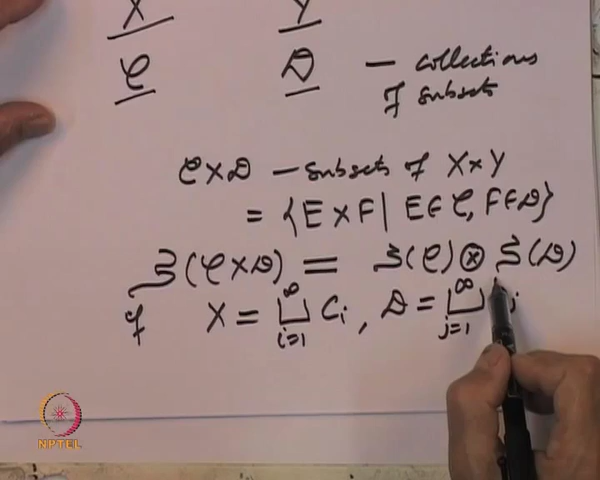 X Y
𝒞 𝒟 — collections
of subsets
𝒞 × 𝒟 — subsets of X × Y
= {E × F | E ∈ 𝒞, F ∈ 𝒟}
𝒮(𝒞 × 𝒟) = 𝒮(𝒞) ⊗ 𝒮(𝒟)
if X = ⊔_{i=1}^{∞} C_i , 𝒟 = ⊔_{j=1}^{∞}
NPTEL